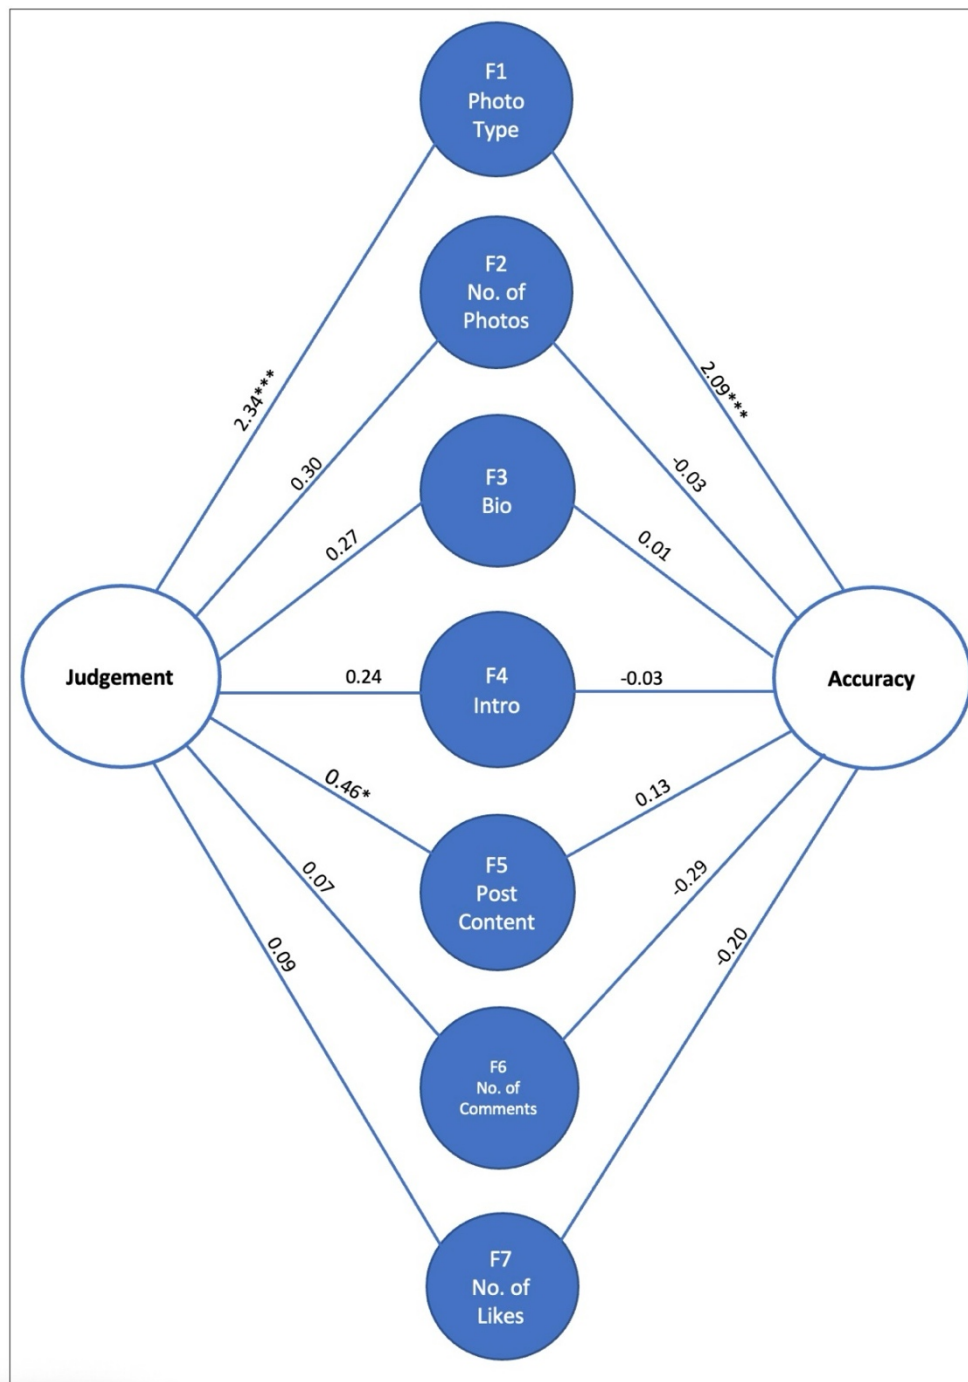 F1
Photo
Type
F2
No. of
Photos
2.34***
2.09***
0.30
-0.03
F3
Bio
0.27
0.01
Judgement
0.24
F4
Intro
-0.03
Accuracy
0.46*
0.13
F5
Post
Content
0.07
-0.29
0.09
-0.20
F6
No. of
Comments
F7
No. of
Likes